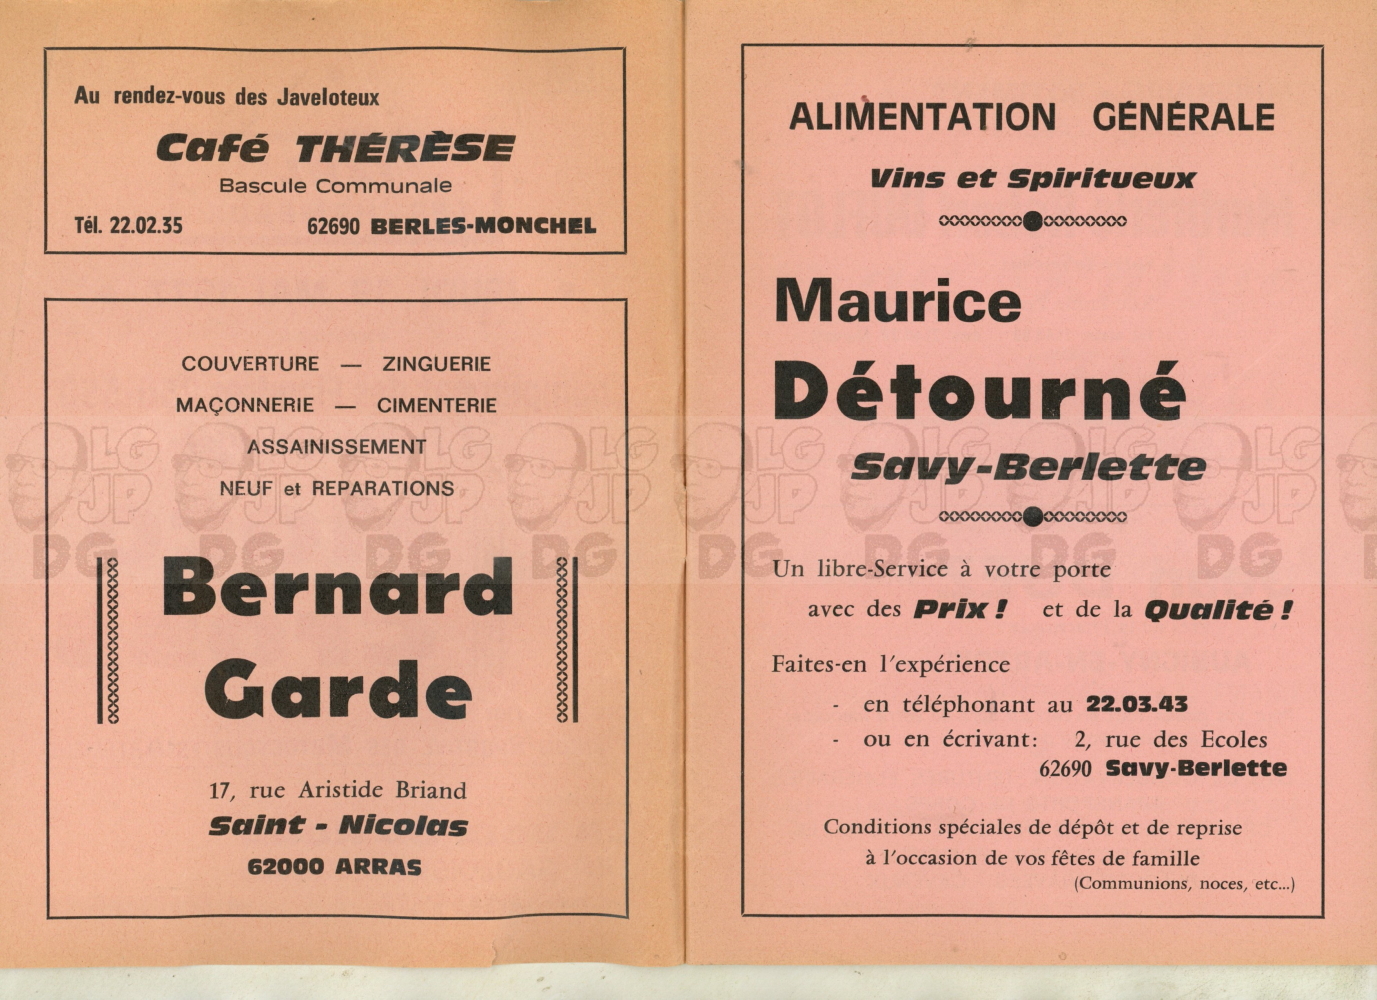 Au rendez-vous des Javeloteux
Café THÉRÈSE
Bascule Communale
Tél. 22.02.35 62690 BERLES-MONCHEL
COUVERTURE — ZINGUERIE
MAÇONNERIE — CIMENTERIE
ASSAINISSEMENT
NEUF et REPARATIONS
Bernard
Garde
17, rue Aristide Briand
Saint - Nicolas
62000 ARRAS
ALIMENTATION GÉNÉRALE
Vins et Spiritueux
Maurice
Détourné
Savy-Berlette
Un libre-Service à votre porte
avec des Prix ! et de la Qualité !
Faites-en l'expérience
- en téléphonant au 22.03.43
- ou en écrivant: 2, rue des Ecoles
62690 Savy-Berlette
Conditions spéciales de dépôt et de reprise
à l'occasion de vos fêtes de famille
(Communions, noces, etc...)
LG JP DG